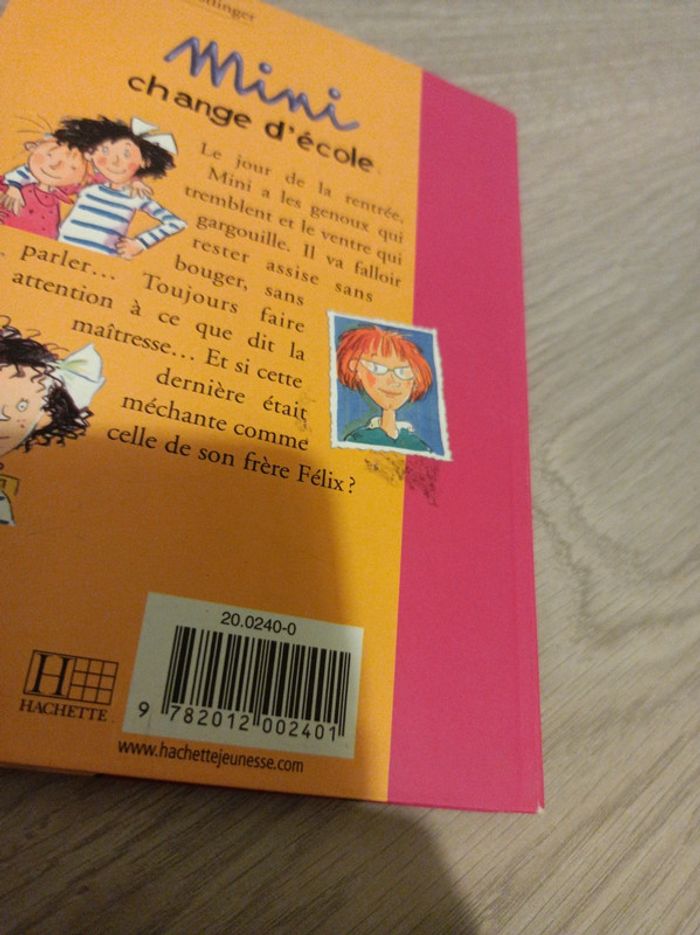 Mini
change d'école
Le jour de la rentrée,
Mini a les genoux qui
tremblent et le ventre qui
gargouille. Il va falloir
rester assise sans
bouger, sans
parler... Toujours faire
attention à ce que dit la
maîtresse... Et si cette
dernière était
méchante comme
celle de son frère Félix ?
20.0240-0
9 782012 002401
H
HACHETTE
www.hachettejeunesse.com